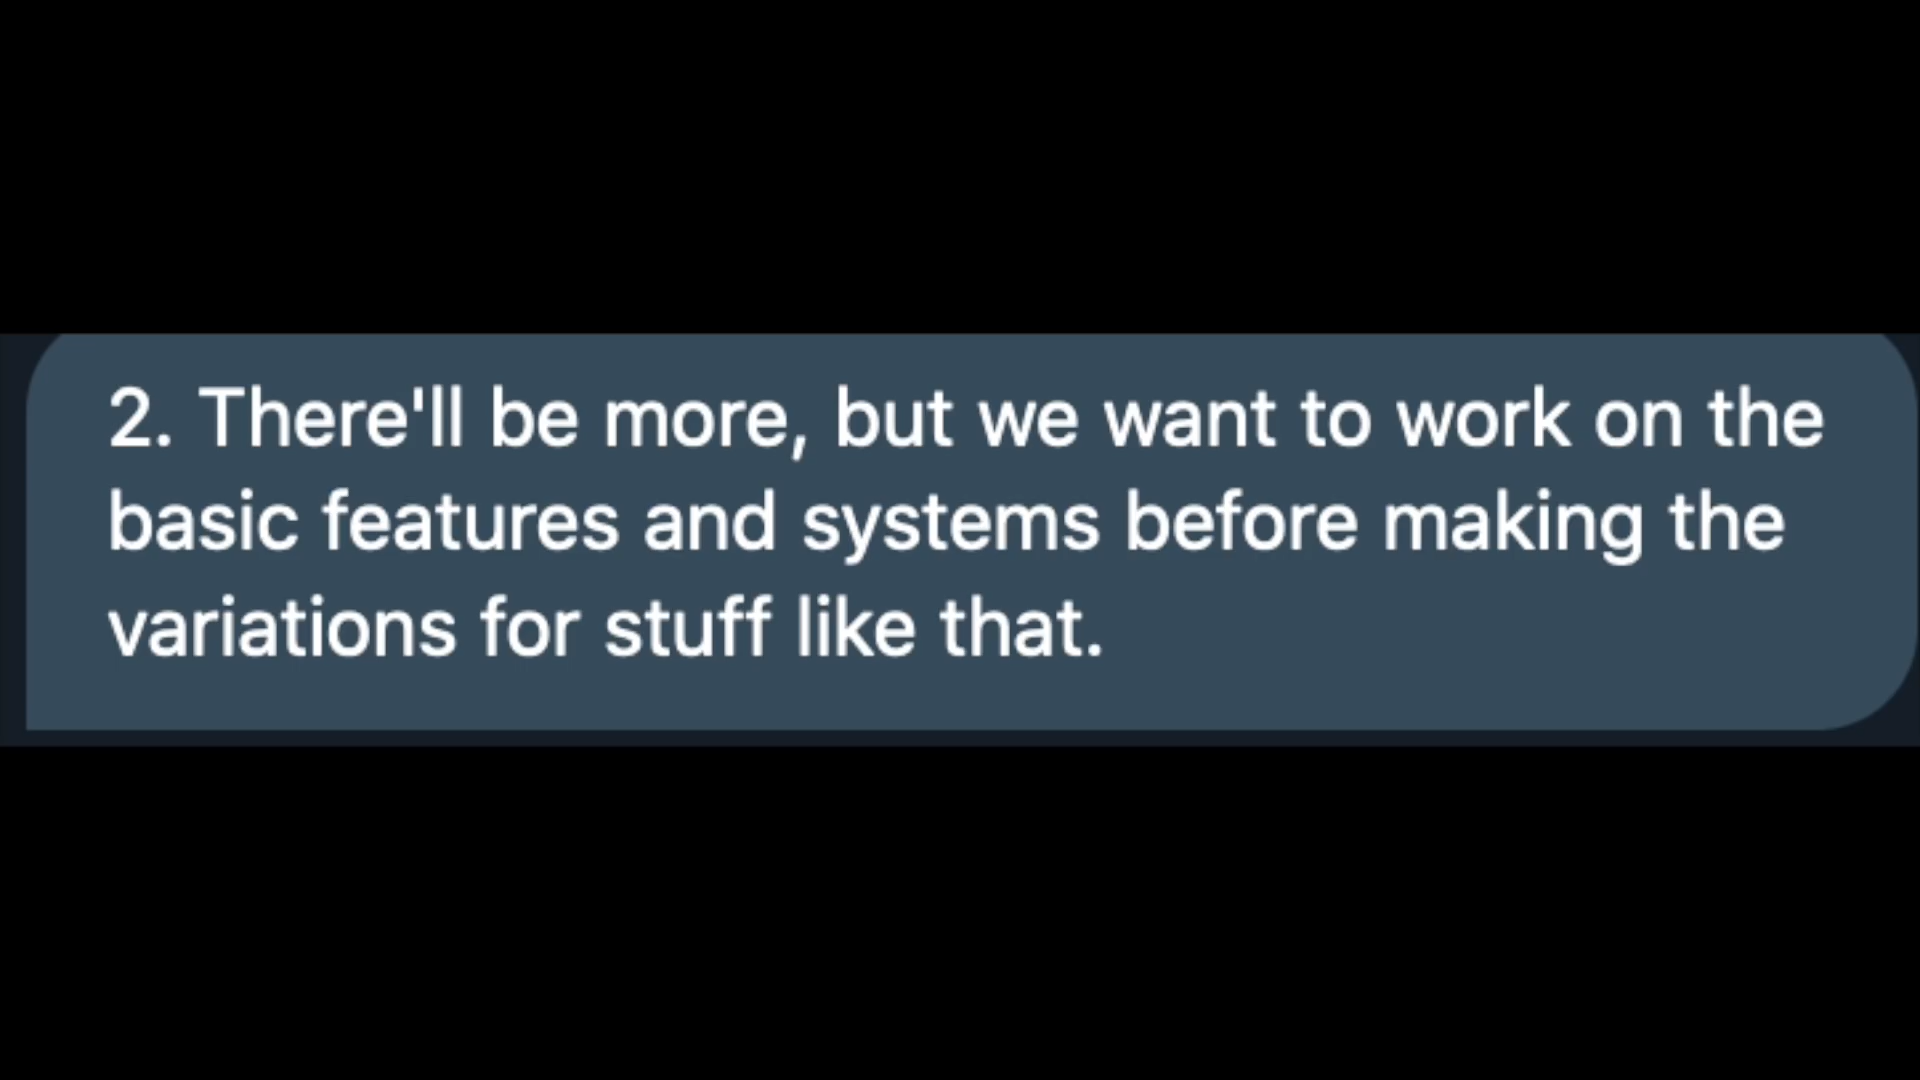 2. There'll be more, but we want to work on the
basic features and systems before making the
variations for stuff like that.